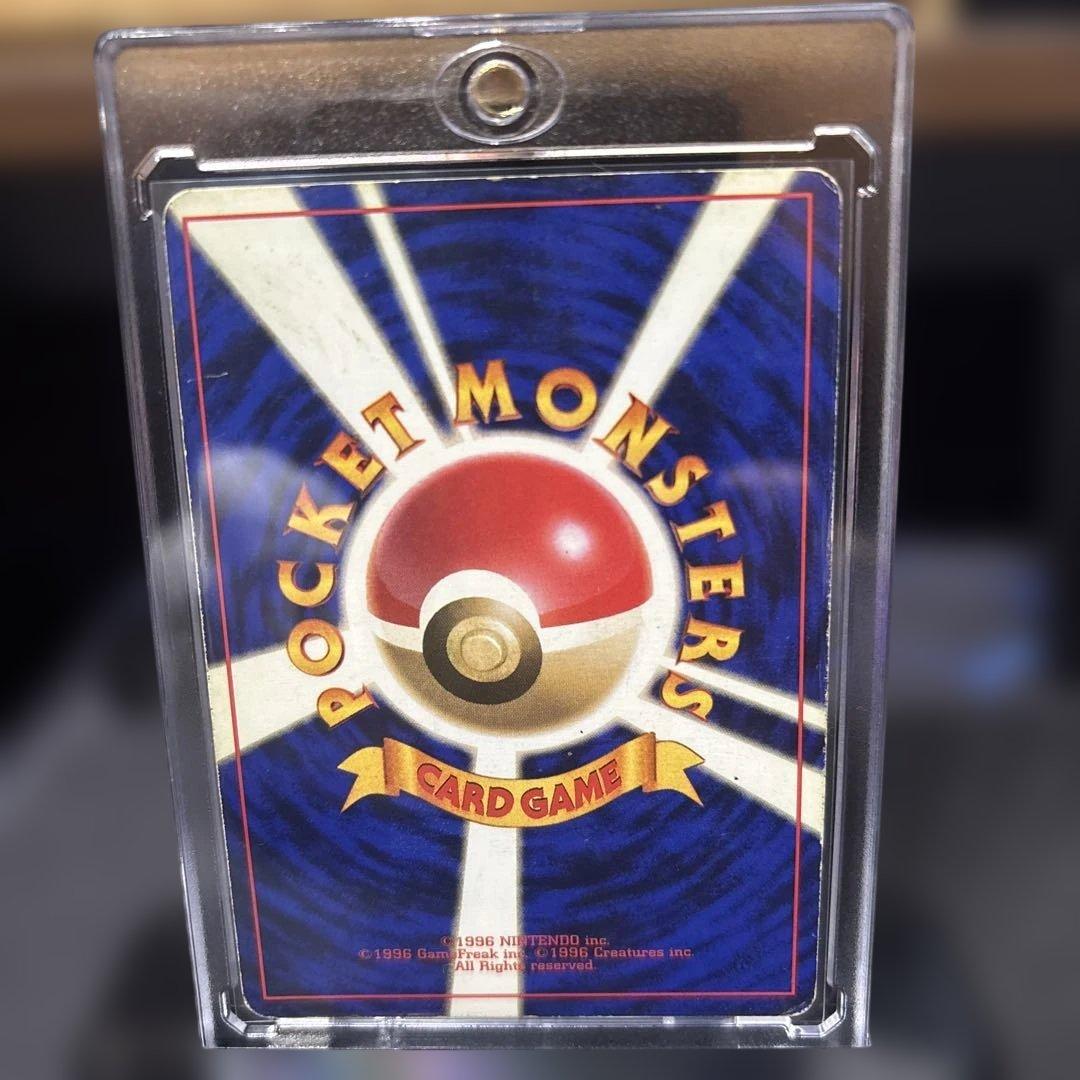 POCKET MONSTERS
CARD GAME
©1996 NINTENDO inc.
©1996 GameFreak inc. ©1996 Creatures inc.
All Rights reserved.